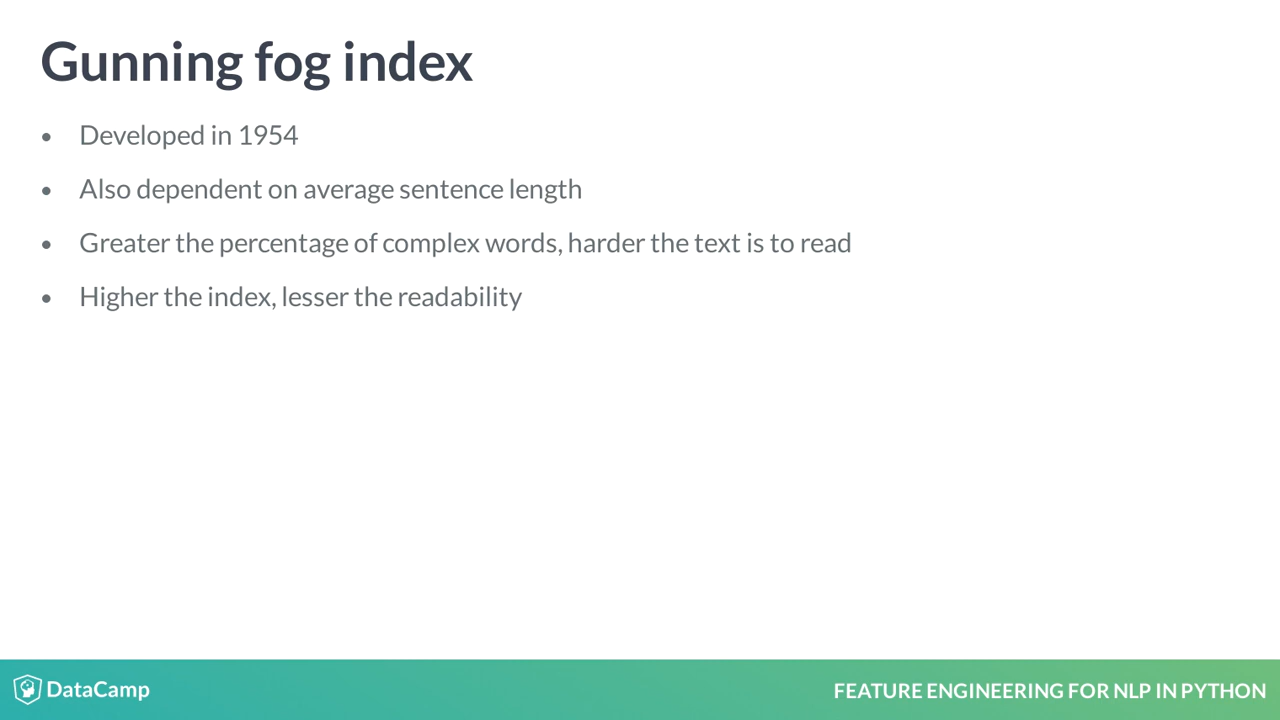 Gunning fog index
• Developed in 1954
• Also dependent on average sentence length
• Greater the percentage of complex words, harder the text is to read
• Higher the index, lesser the readability
DataCamp
FEATURE ENGINEERING FOR NLP IN PYTHON